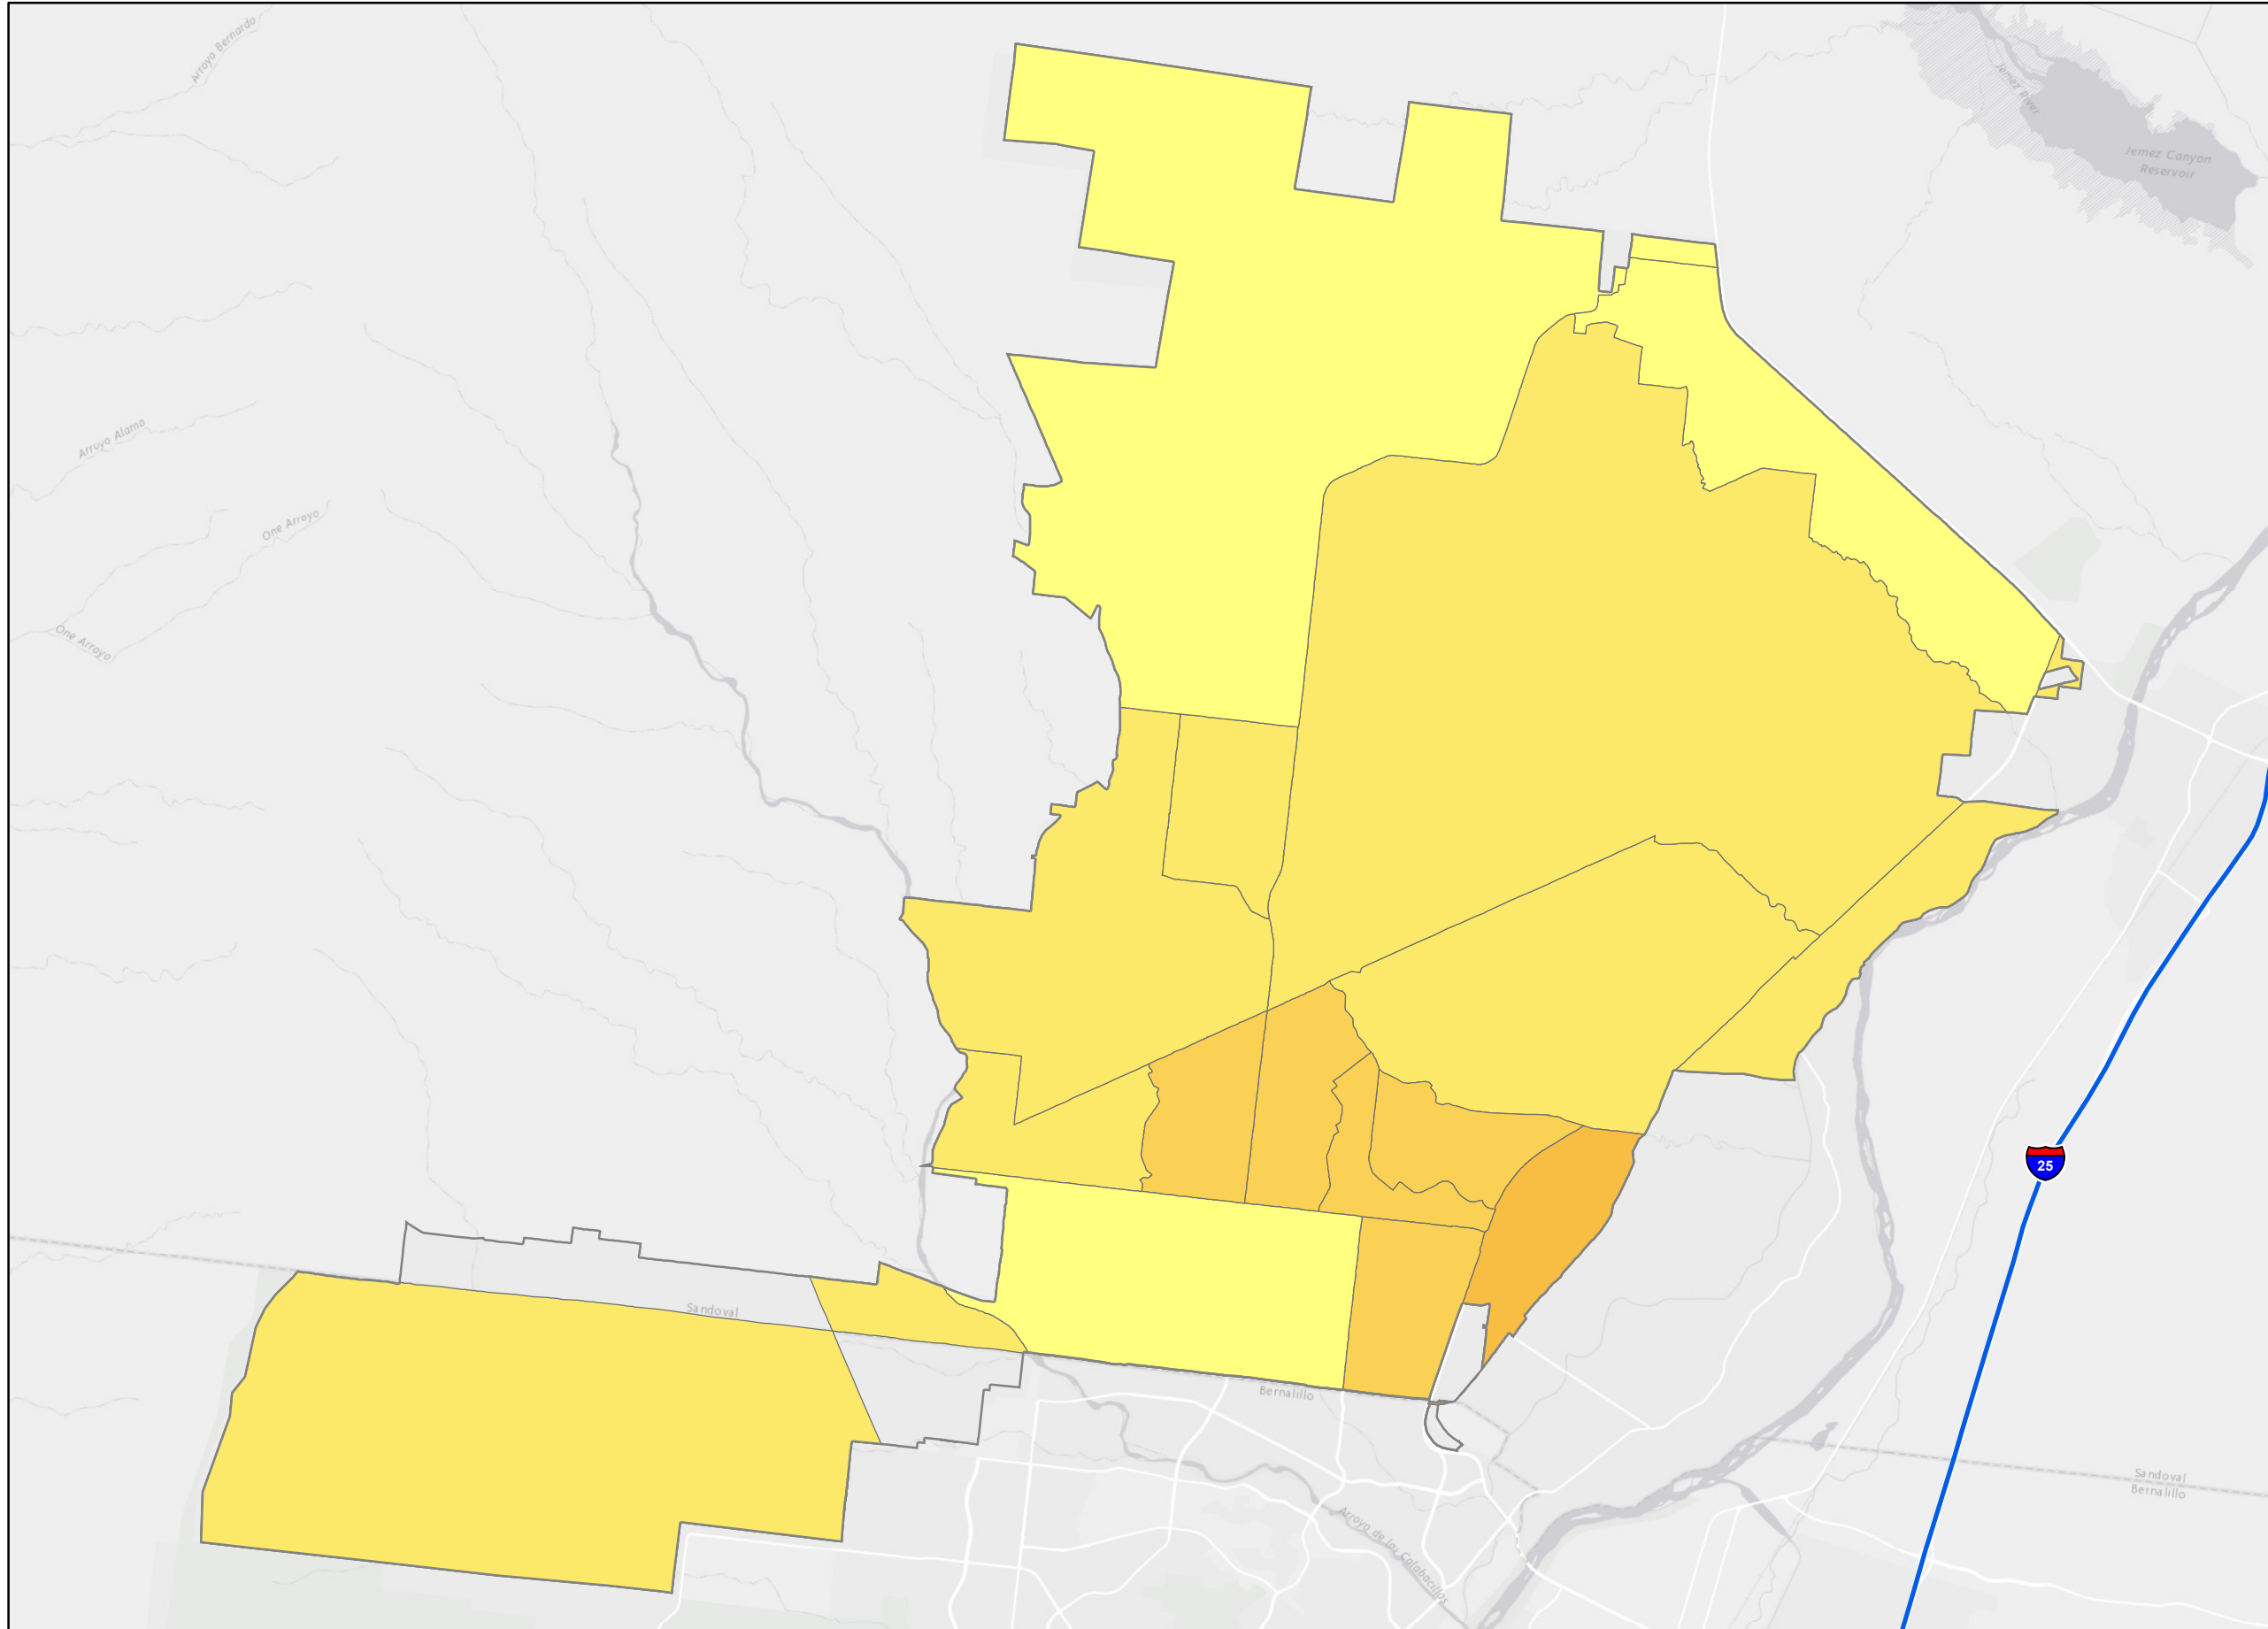 Arroyo Bernardo
Jemez River
Jemez Canyon
Reservoir
Arroyo Alamo
One Arroyo
One Arroyo
25
Sandoval
Bernalillo
Sandoval
Bernalillo
Arroyo de las Calabacillas